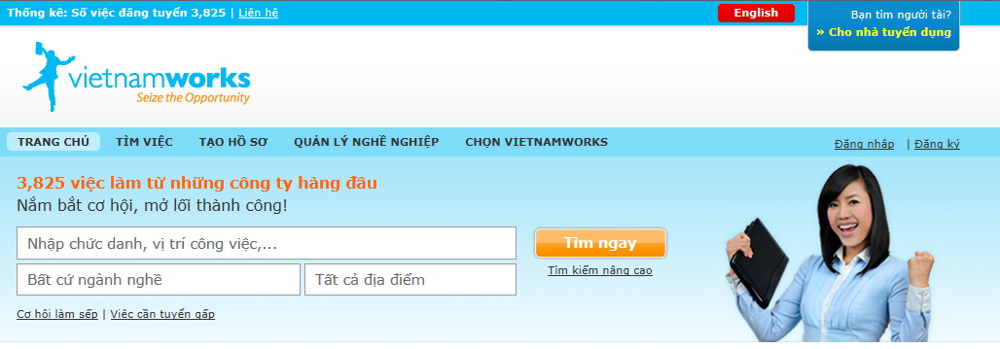 Thống kê: Số việc đăng tuyển 3,825 | Liên hệ
English
Bạn tìm người tài?
» Cho nhà tuyển dụng
vietnamworks
Seize the Opportunity
TRANG CHỦ TÌM VIỆC TẠO HỒ SƠ QUẢN LÝ NGHỀ NGHIỆP CHỌN VIETNAMWORKS
Đăng nhập | Đăng ký
3,825 việc làm từ những công ty hàng đầu
Nắm bắt cơ hội, mở lối thành công!
Nhập chức danh, vị trí công việc,...
Tìm ngay
Bất cứ ngành nghề
Tất cả địa điểm
Tìm kiếm nâng cao
Cơ hội làm sếp | Việc cần tuyển gấp